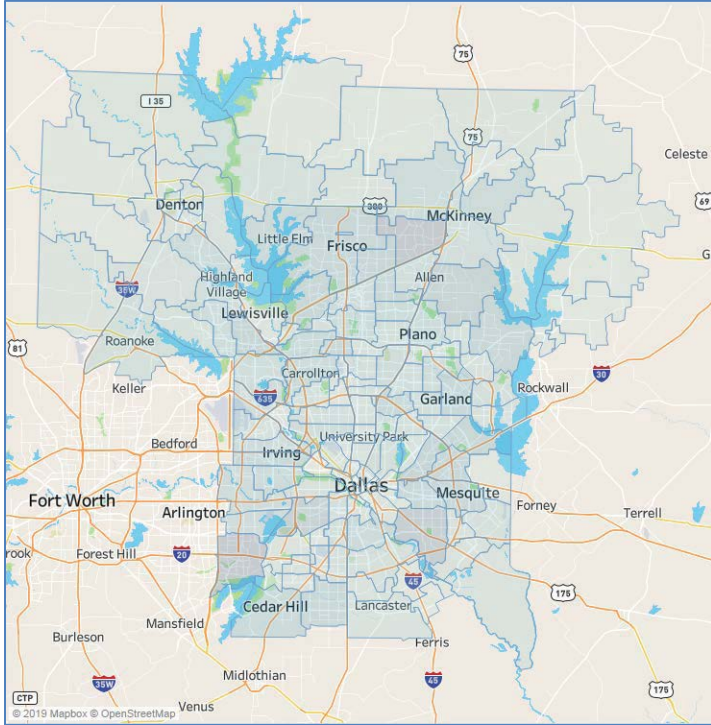 75
I 35
75
Celeste
69
Denton
380
McKinney
G
Little Elm
Frisco
Highland
Village
Allen
35W
Lewisville
Plano
81
Roanoke
Carrollton
30
Keller
635
Garland
Rockwall
Bedford
University Park
Irving
Dallas
Mesquite
Fort Worth
Arlington
Forney
Terrell
rook
Forest Hill
20
45
175
Cedar Hill
Lancaster
Mansfield
Burleson
Ferris
Midlothian
35W
45
175
CTP
Venus
© 2019 Mapbox © OpenStreetMap